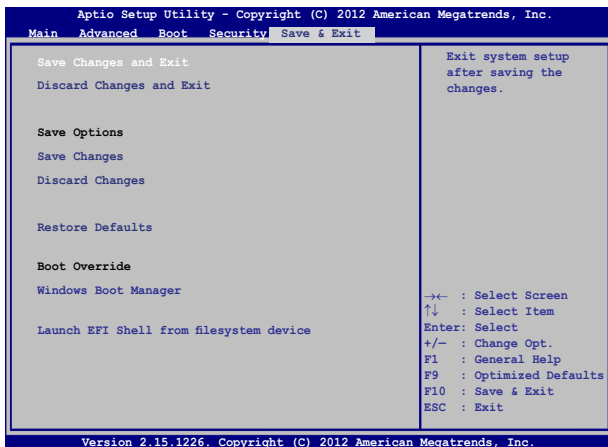 Aptio Setup Utility - Copyright (C) 2012 American Megatrends, Inc.
Main Advanced Boot Security Save & Exit
Save Changes and Exit
Discard Changes and Exit
Save Options
Save Changes
Discard Changes
Restore Defaults
Boot Override
Windows Boot Manager
Launch EFI Shell from filesystem device
Exit system setup
after saving the
changes.
→← : Select Screen
↑↓ : Select Item
Enter: Select
+/— : Change Opt.
F1 : General Help
F9 : Optimized Defaults
F10 : Save & Exit
ESC : Exit
Version 2.15.1226. Copyright (C) 2012 American Megatrends, Inc.